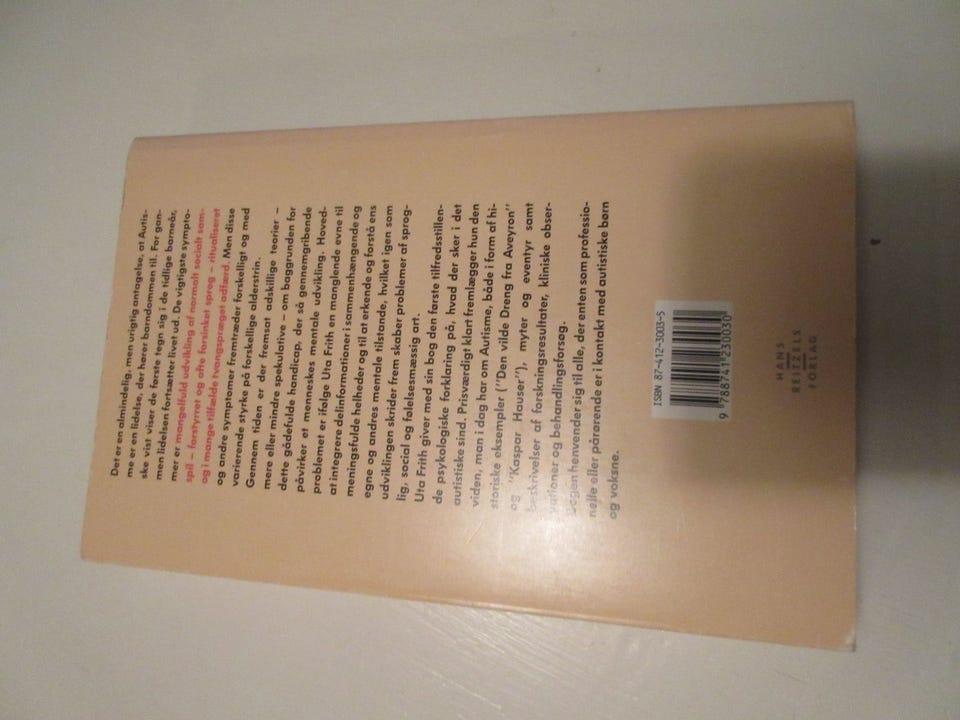 Det er en almindelig, men urigtig antagelse, at Autis-
me er en lidelse, der hører barndommen til. For gan-
ske vist viser de første tegn sig i de tidlige barneår,
men lidelsen fortsætter livet ud. De vigtigste sympto-
mer er mangelfuld udvikling af normalt socialt sam-
spil – forstyrret og ofte forsinket sprog – ritualiseret
og i mange tilfælde tvangspræget adfærd. Men disse
og andre symptomer fremtræder forskelligt og med
varierende styrke på forskellige alderstrin.
Gennem tiden er der fremsat adskillige teorier –
mere eller mindre spekulative – om baggrunden for
dette gådefulde handicap, der så gennemgribende
påvirker et menneskes mentale udvikling. Hoved-
problemet er ifølge Uta Frith en manglende evne til
at integrere delinformationer i sammenhængende og
meningsfulde helheder og til at erkende og forstå ens
egne og andres mentale tilstande, hvilket igen som
udviklingen skrider frem skaber problemer af sprog-
lig, social og følelsesmæssig art.
Uta Frith giver med sin bog den første tilfredsstillen-
de psykologiske forklaring på, hvad der sker i det
autistiske sind. Prisværdigt klart fremlægger hun den
viden, man i dag har om Autisme, både i form af hi-
storiske eksempler ("Den vilde Dreng fra Aveyron"
og "Kaspar Hauser"), myter og eventyr samt
beskrivelser af forskningsresultater, kliniske obser-
vationer og behandlingsforsøg.
Bogen henvender sig til alle, der enten som professio-
nelle eller pårørende er i kontakt med autistiske børn
og voksne.
ISBN 87-412-3003-5
9 788741 230030
HANS
REITZELS
FORLAG